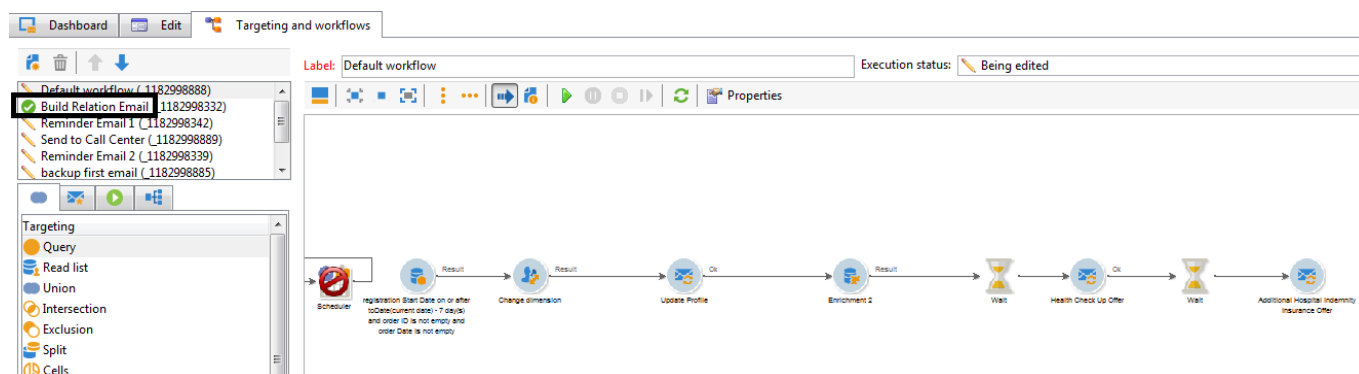 Dashboard Edit Targeting and workflows
Label: Default workflow Execution status: Being edited
Default workflow (_1182998888)
Build Relation Email (_1182998332)
Reminder Email 1 (_1182998342)
Send to Call Center (_1182998889)
Reminder Email 2 (_1182998339)
backup first email (_1182998885)
Properties
Targeting
Query
Read list
Union
Intersection
Exclusion
Split
Cells
Result Result Ok Result Ok
Scheduler
registration Start Date on or after
toDate(current date) - 7 day(s)
and order ID is not empty and
order Date is not empty
Change dimension
Update Profile
Enrichment 2
Wait
Health Check Up Offer
Wait
Additional Hospital Indemnity
Insurance Offer